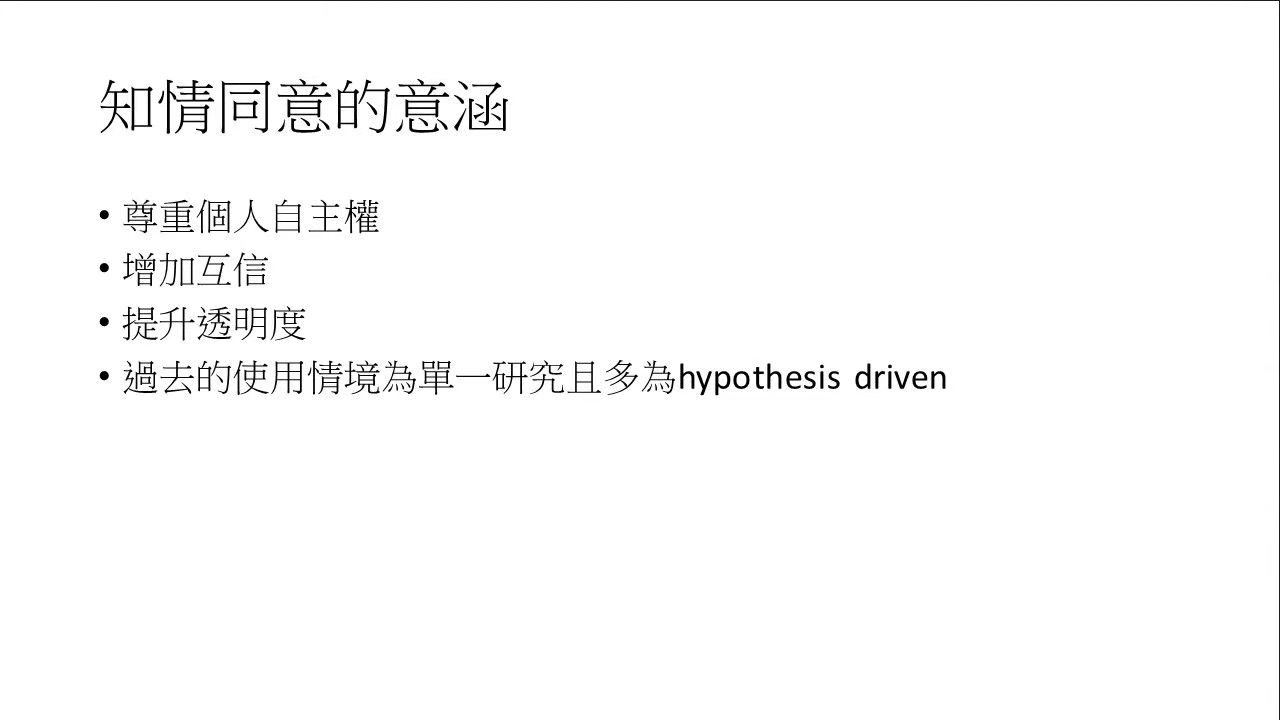 知情同意的意涵
• 尊重個人自主權
• 增加互信
• 提升透明度
• 過去的使用情境為單一研究且多為hypothesis driven